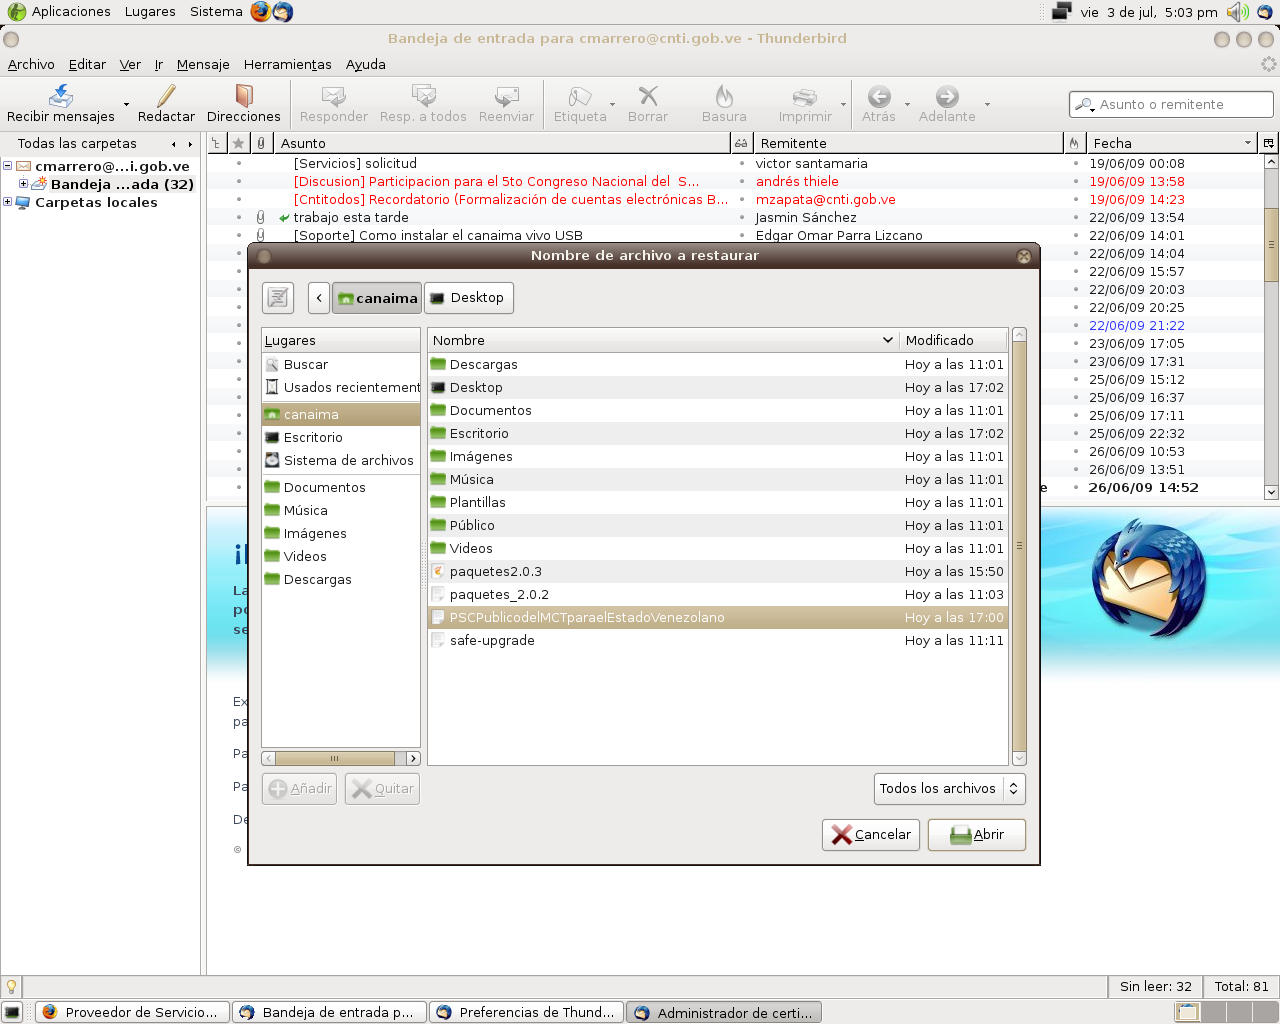 Aplicaciones Lugares Sistema vie 3 de jul, 5:03 pm
Bandeja de entrada para cmarrero@cnti.gob.ve - Thunderbird
Archivo Editar Ver Ir Mensaje Herramientas Ayuda
Recibir mensajes Redactar Direcciones Responder Resp. a todos Reenviar Etiqueta Borrar Basura Imprimir Atrás Adelante Asunto o remitente
Todas las carpetas Asunto Remitente Fecha
cmarrero@...i.gob.ve
Bandeja ...ada (32)
Carpetas locales
[Servicios] solicitud victor santamaria 19/06/09 00:08
[Discusion] Participacion para el 5to Congreso Nacional del S... andrés thiele 19/06/09 13:58
[Cntitodos] Recordatorio (Formalización de cuentas electrónicas B... mzapata@cnti.gob.ve 19/06/09 14:23
trabajo esta tarde Jasmin Sánchez 22/06/09 13:54
[Soporte] Como instalar el canaima vivo USB Edgar Omar Parra Lizcano 22/06/09 14:01
22/06/09 14:04
22/06/09 15:57
22/06/09 20:03
22/06/09 20:25
22/06/09 21:22
23/06/09 17:05
23/06/09 17:31
25/06/09 15:12
25/06/09 16:37
25/06/09 17:11
25/06/09 22:32
26/06/09 10:53
26/06/09 13:51
e 26/06/09 14:52
Nombre de archivo a restaurar
canaima Desktop
Lugares
Buscar
Usados recientement
canaima
Escritorio
Sistema de archivos
Documentos
Música
Imágenes
Videos
Descargas
Nombre Modificado
Descargas Hoy a las 11:01
Desktop Hoy a las 17:02
Documentos Hoy a las 11:01
Escritorio Hoy a las 17:02
Imágenes Hoy a las 11:01
Música Hoy a las 11:01
Plantillas Hoy a las 11:01
Público Hoy a las 11:01
Videos Hoy a las 11:01
paquetes2.0.3 Hoy a las 15:50
paquetes_2.0.2 Hoy a las 11:03
PSCPublicodelMCTparaelEstadoVenezolano Hoy a las 17:00
safe-upgrade Hoy a las 11:11
Añadir Quitar Todos los archivos
Cancelar Abrir
La
po
se
Ex
pa
Pa
Pa
De
©
Sin leer: 32 Total: 81
Proveedor de Servicio... Bandeja de entrada p... Preferencias de Thund... Administrador de certi...